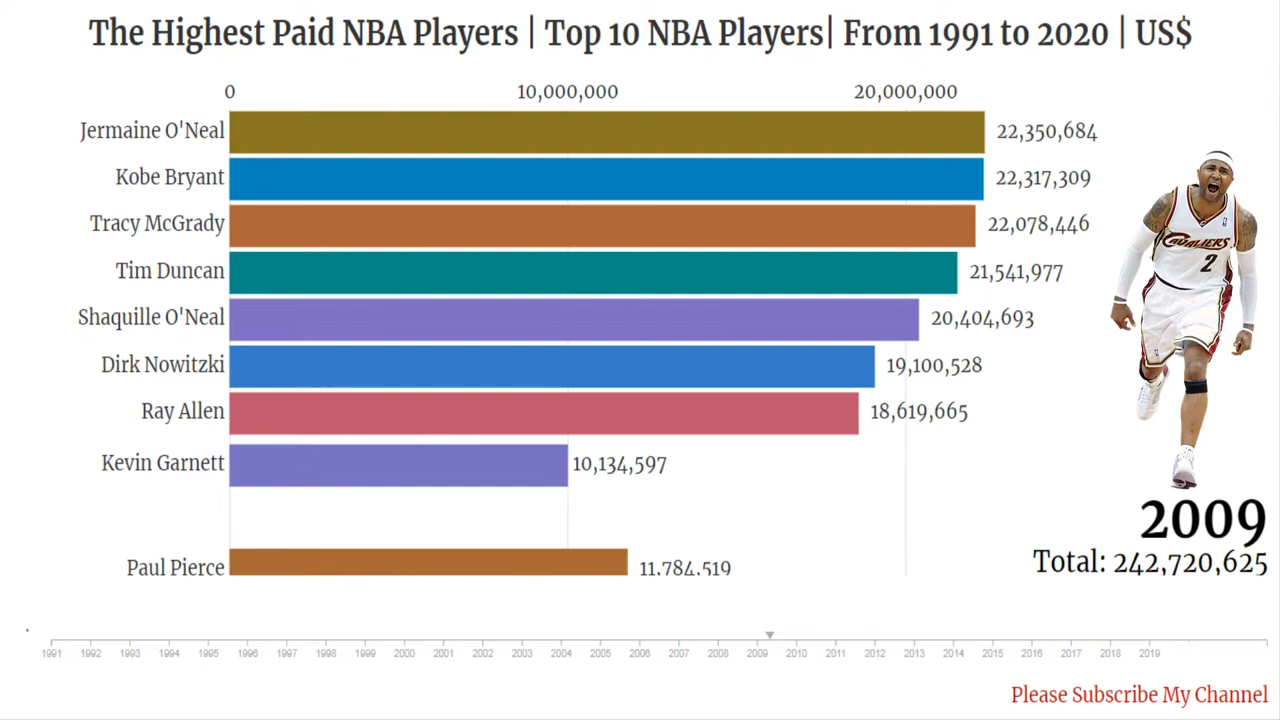 The Highest Paid NBA Players | Top 10 NBA Players| From 1991 to 2020 | US$
0 10,000,000 20,000,000
Jermaine O'Neal 22,350,684
Kobe Bryant 22,317,309
Tracy McGrady 22,078,446
Tim Duncan 21,541,977
Shaquille O'Neal 20,404,693
Dirk Nowitzki 19,100,528
Ray Allen 18,619,665
Kevin Garnett 10,134,597
Paul Pierce 11,784,519
CAVALIERS
2
2009
Total: 242,720,625
1991 1992 1993 1994 1995 1996 1997 1998 1999 2000 2001 2002 2003 2004 2005 2006 2007 2008 2009 2010 2011 2012 2013 2014 2015 2016 2017 2018 2019
Please Subscribe My Channel